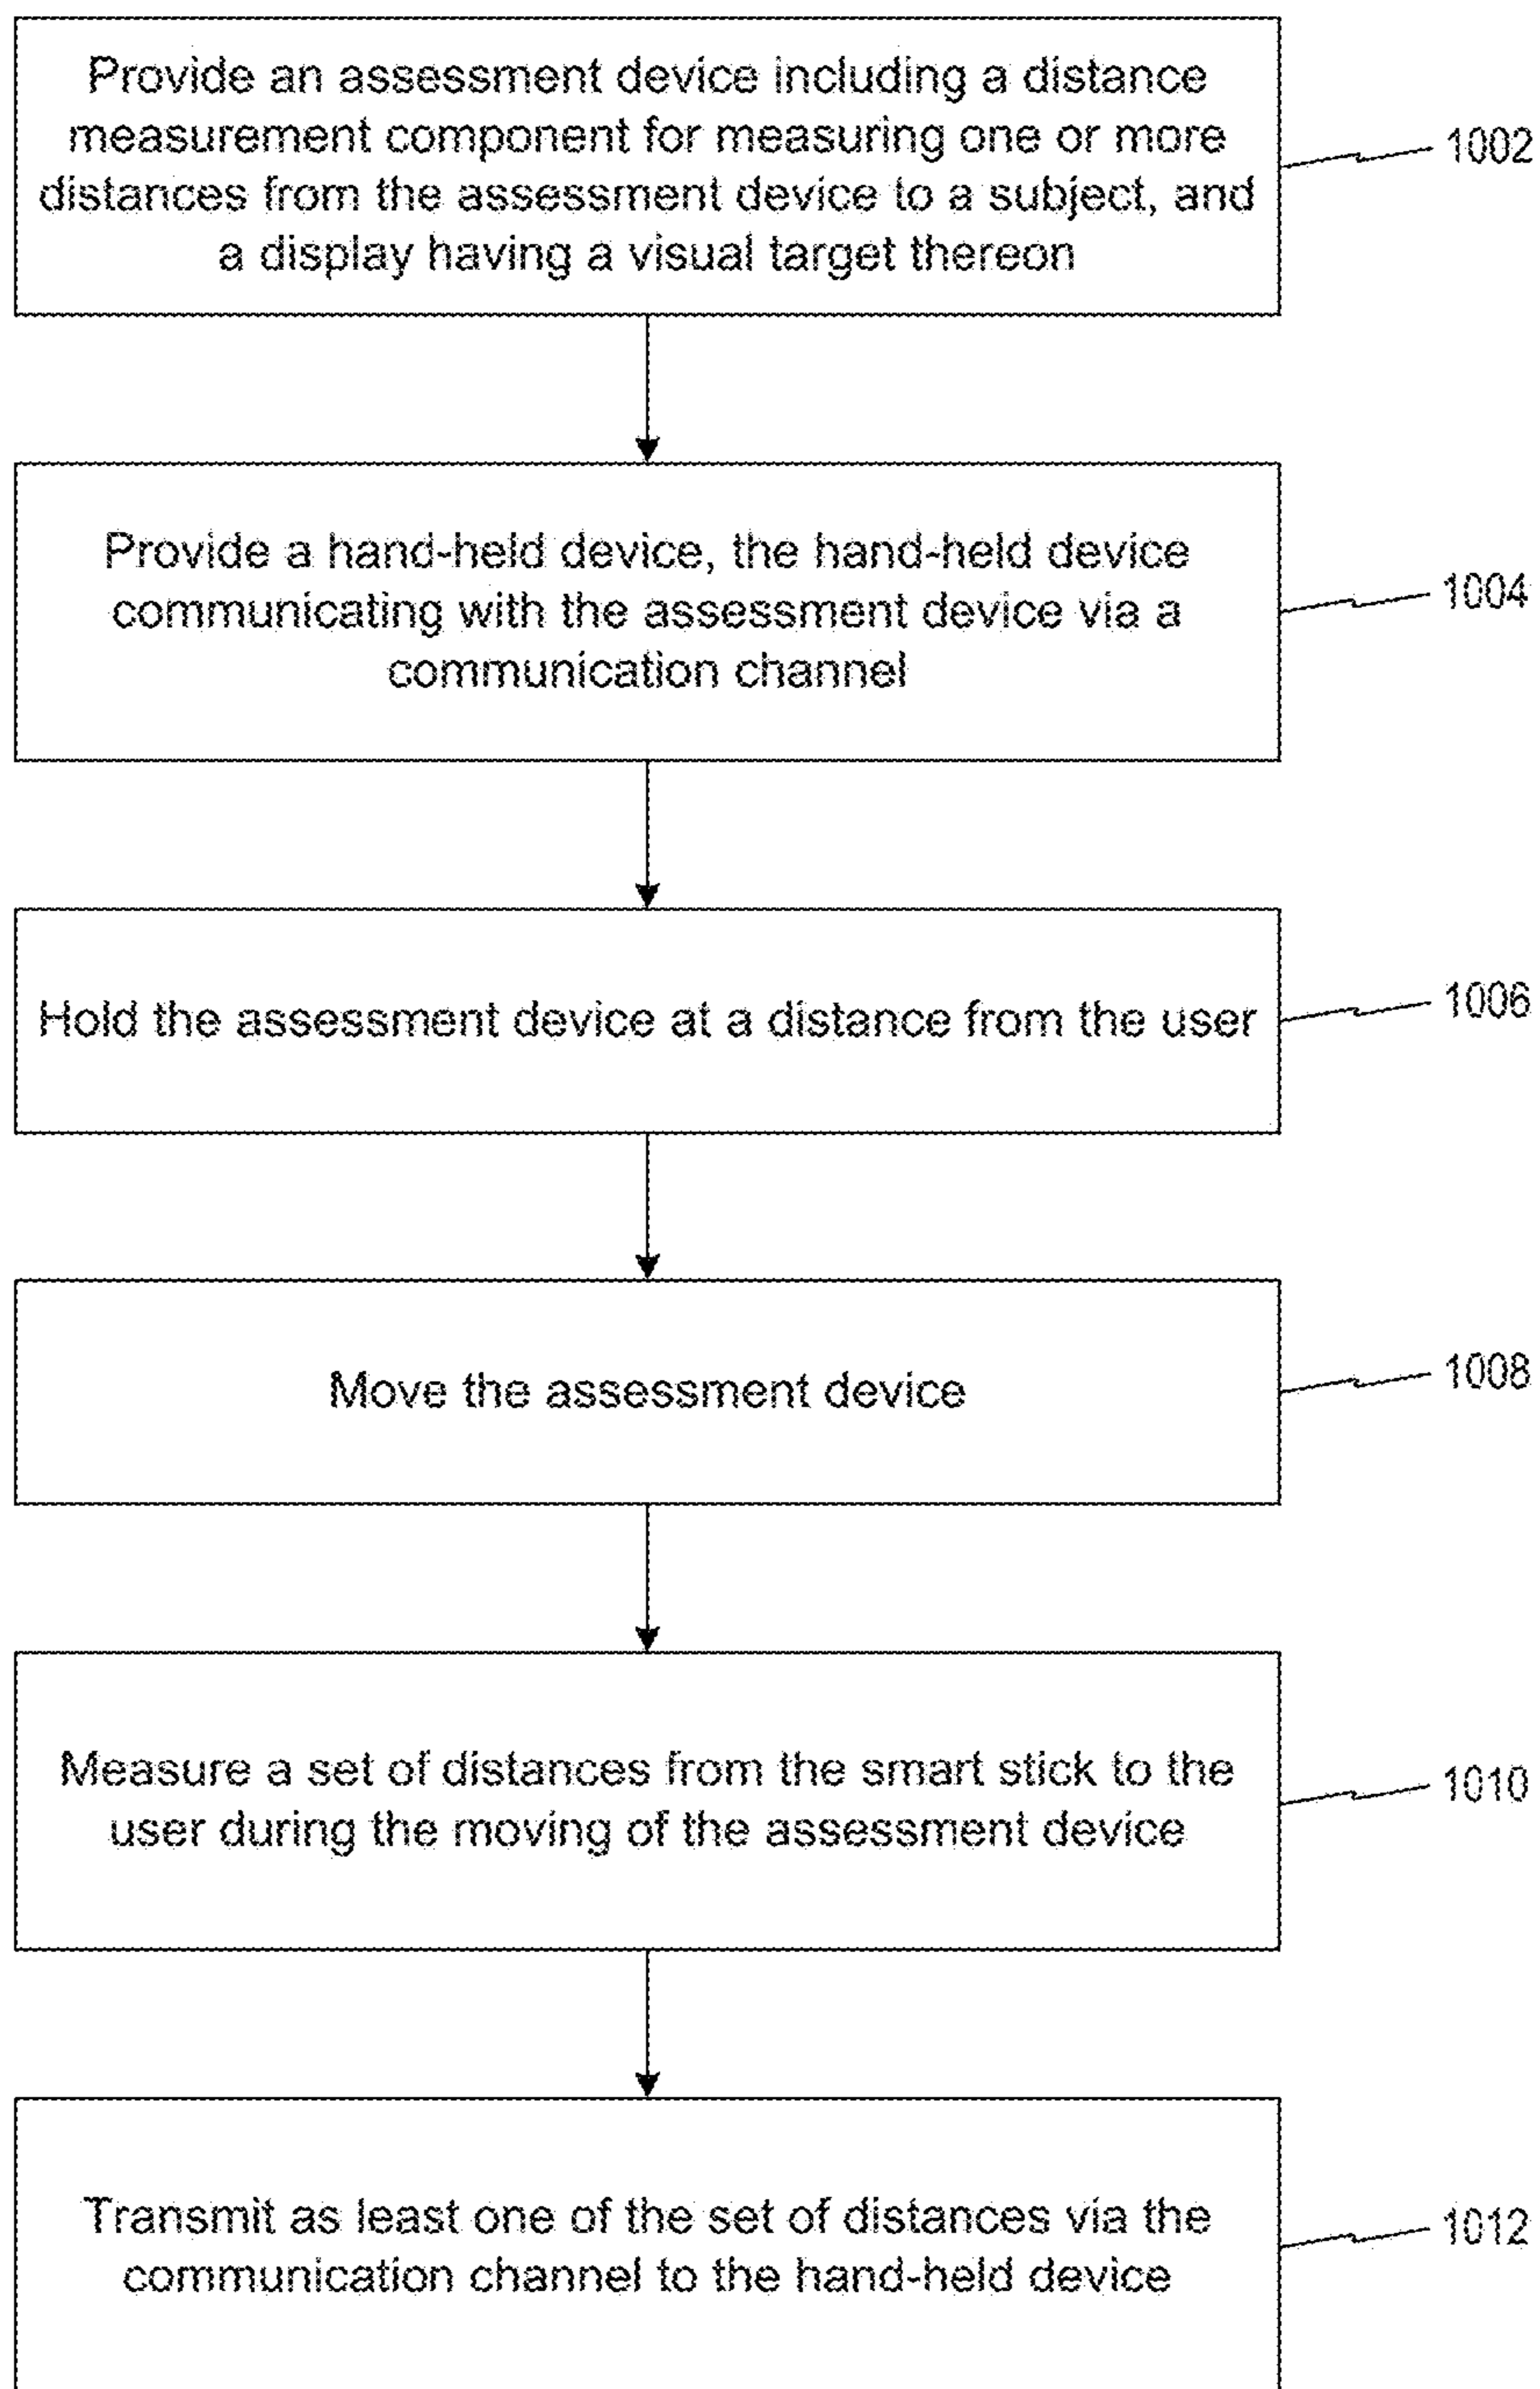 Provide an assessment device including a distance
measurement component for measuring one or more
distances from the assessment device to a subject, and
a display having a visual target thereon
1002
Provide a hand-held device, the hand-held device
communicating with the assessment device via a
communication channel
1004
Hold the assessment device at a distance from the user
1006
Move the assessment device
1008
Measure a set of distances from the smart stick to the
user during the moving of the assessment device
1010
Transmit as least one of the set of distances via the
communication channel to the hand-held device
1012